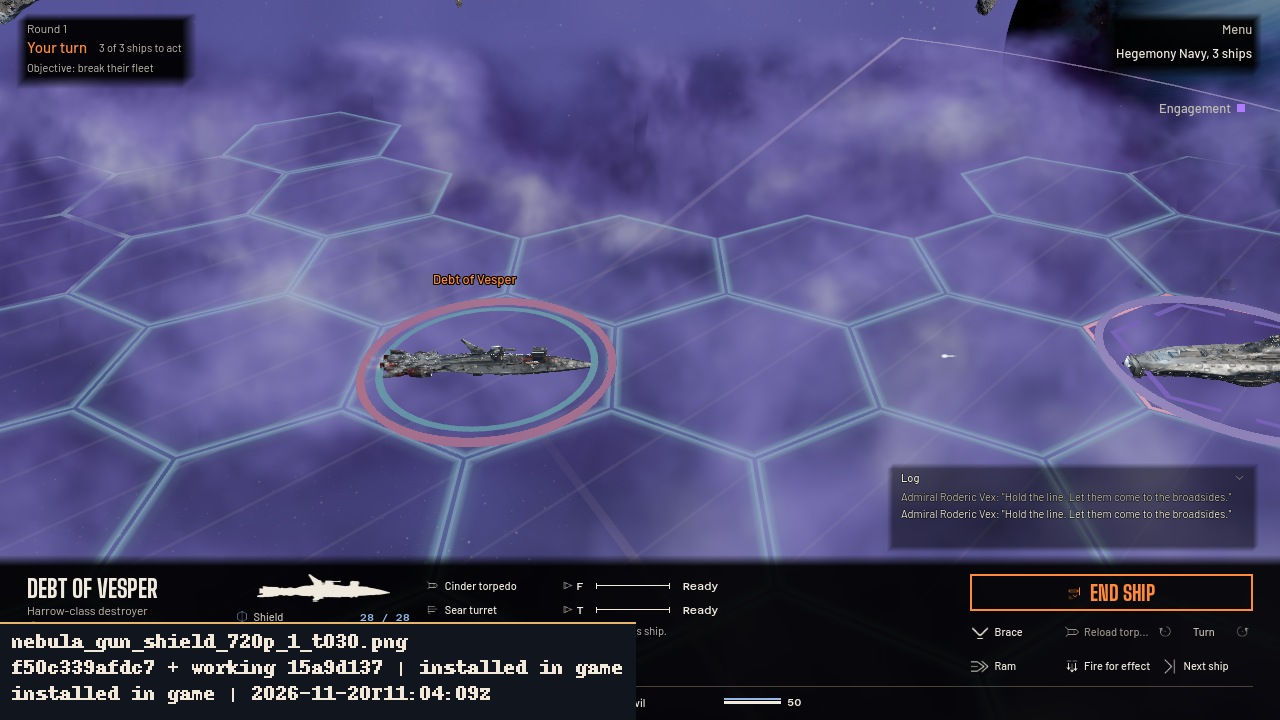 Round 1
Your turn 3 of 3 ships to act
Objective: break their fleet
Menu
Hegemony Navy, 3 ships
Engagement
Debt of Vesper
Log
Admiral Roderic Vex: "Hold the line. Let them come to the broadsides."
Admiral Roderic Vex: "Hold the line. Let them come to the broadsides."
DEBT OF VESPER
Harrow-class destroyer
Shield 28 / 28
Cinder torpedo F Ready
Sear turret T Ready
s ship.
END SHIP
Brace Reload torp... Turn
Ram Fire for effect Next ship
50
nebula_gun_shield_720p_1_t030.png
f50c339afdc7 + working 15a9d137 | installed in game
installed in game | 2026-11-20T11:04:09Z